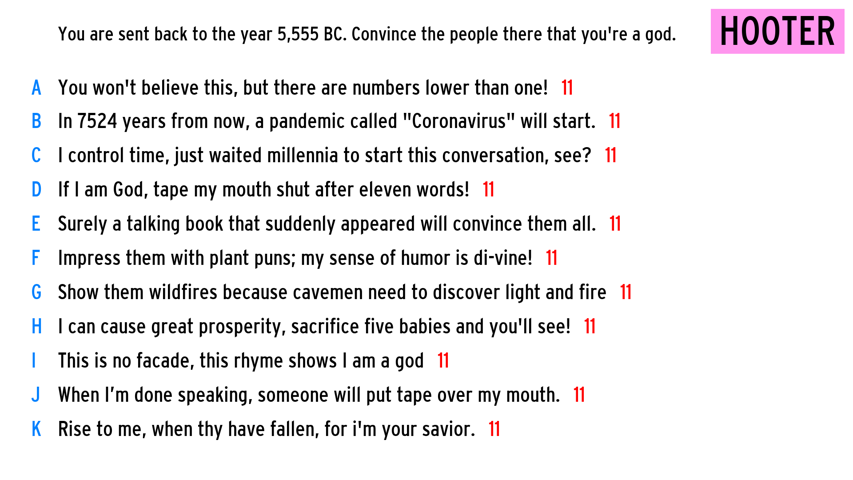 You are sent back to the year 5,555 BC. Convince the people there that you're a god.
HOOTER
A You won't believe this, but there are numbers lower than one! 11
B In 7524 years from now, a pandemic called "Coronavirus" will start. 11
C I control time, just waited millennia to start this conversation, see? 11
D If I am God, tape my mouth shut after eleven words! 11
E Surely a talking book that suddenly appeared will convince them all. 11
F Impress them with plant puns; my sense of humor is di-vine! 11
G Show them wildfires because cavemen need to discover light and fire 11
H I can cause great prosperity, sacrifice five babies and you'll see! 11
I This is no facade, this rhyme shows I am a god 11
J When I’m done speaking, someone will put tape over my mouth. 11
K Rise to me, when thy have fallen, for i'm your savior. 11